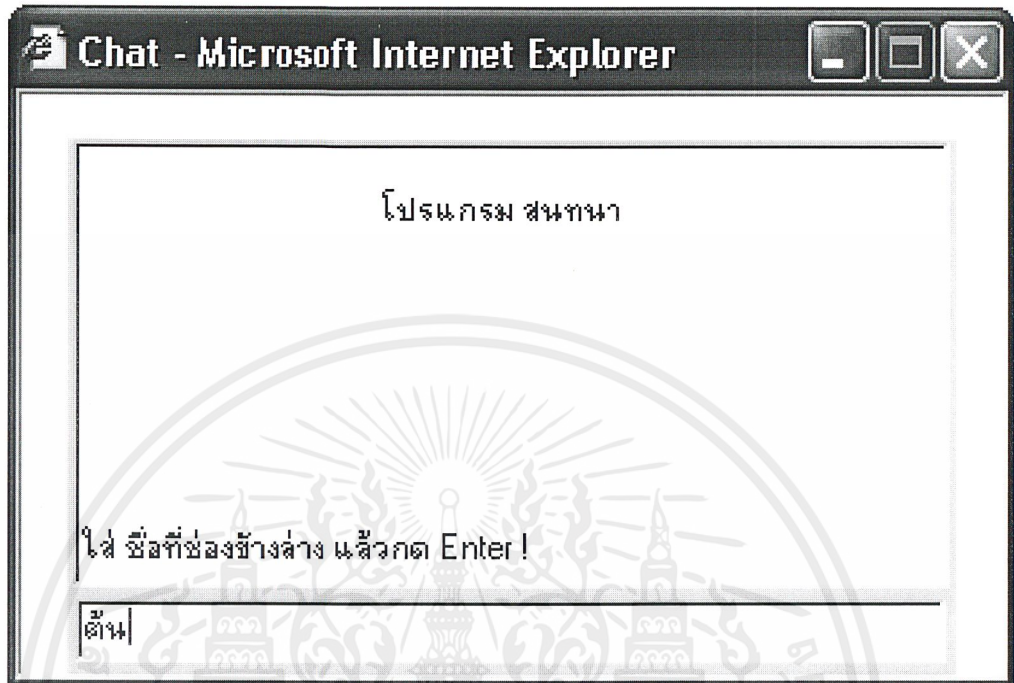 Chat - Microsoft Internet Explorer
โปรแกรม สนทนา
ใส่ ชื่อที่ช่องข้างล่าง แล้วกด Enter !
ต้น